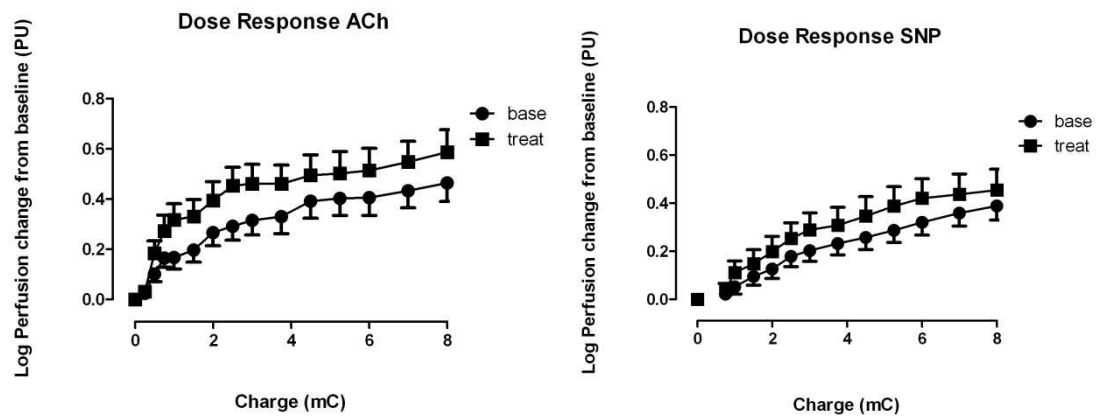 Dose Response ACh
Log Perfusion change from baseline (PU)
0.8
0.6
0.4
0.2
0.0
0
2
4
6
8
Charge (mC)
base
treat
Dose Response SNP
Log Perfusion change from baseline (PU)
0.8
0.6
0.4
0.2
0.0
0
2
4
6
8
Charge (mC)
base
treat